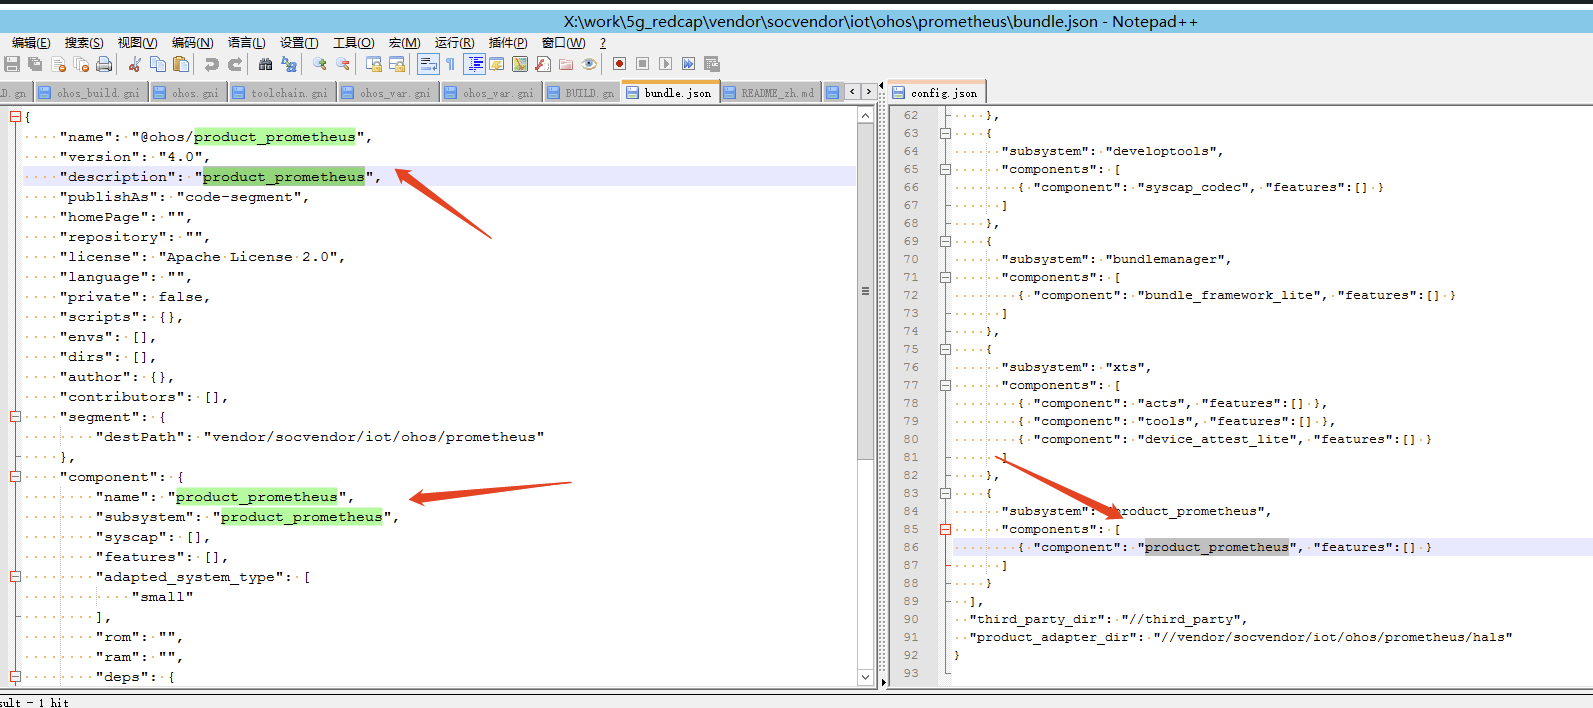 X:\work\5g_redcap\vendor\socvendor\iot\ohos\prometheus\bundle.json - Notepad++
编辑(E) 搜索(S) 视图(V) 编码(N) 语言(L) 设置(T) 工具(O) 宏(M) 运行(R) 插件(P) 窗口(W) ?
D.gn ohos_build.gni ohos.gni toolchain.gni ohos_var.gni ohos_var.gni BUILD.gn bundle.json README_zh.md
{
"name": "@ohos/product_prometheus",
"version": "4.0",
"description": "product_prometheus",
"publishAs": "code-segment",
"homePage": "",
"repository": "",
"license": "Apache License 2.0",
"language": "",
"private": false,
"scripts": {},
"envs": [],
"dirs": [],
"author": {},
"contributors": [],
"segment": {
"destPath": "vendor/socvendor/iot/ohos/prometheus"
},
"component": {
"name": "product_prometheus",
"subsystem": "product_prometheus",
"syscap": [],
"features": [],
"adapted_system_type": [
"small"
],
"rom": "",
"ram": "",
"deps": {
config.json
62 },
63 {
64 "subsystem": "developtools",
65 "components": [
66 { "component": "syscap_codec", "features":[] }
67 ]
68 },
69 {
70 "subsystem": "bundlemanager",
71 "components": [
72 { "component": "bundle_framework_lite", "features":[] }
73 ]
74 },
75 {
76 "subsystem": "xts",
77 "components": [
78 { "component": "acts", "features":[] },
79 { "component": "tools", "features":[] },
80 { "component": "device_attest_lite", "features":[] }
81 ]
82 },
83 {
84 "subsystem": "product_prometheus",
85 "components": [
86 { "component": "product_prometheus", "features":[] }
87 ]
88 }
89 ],
90 "third_party_dir": "//third_party",
91 "product_adapter_dir": "//vendor/socvendor/iot/ohos/prometheus/hals"
92 }
93
sult - 1 hit